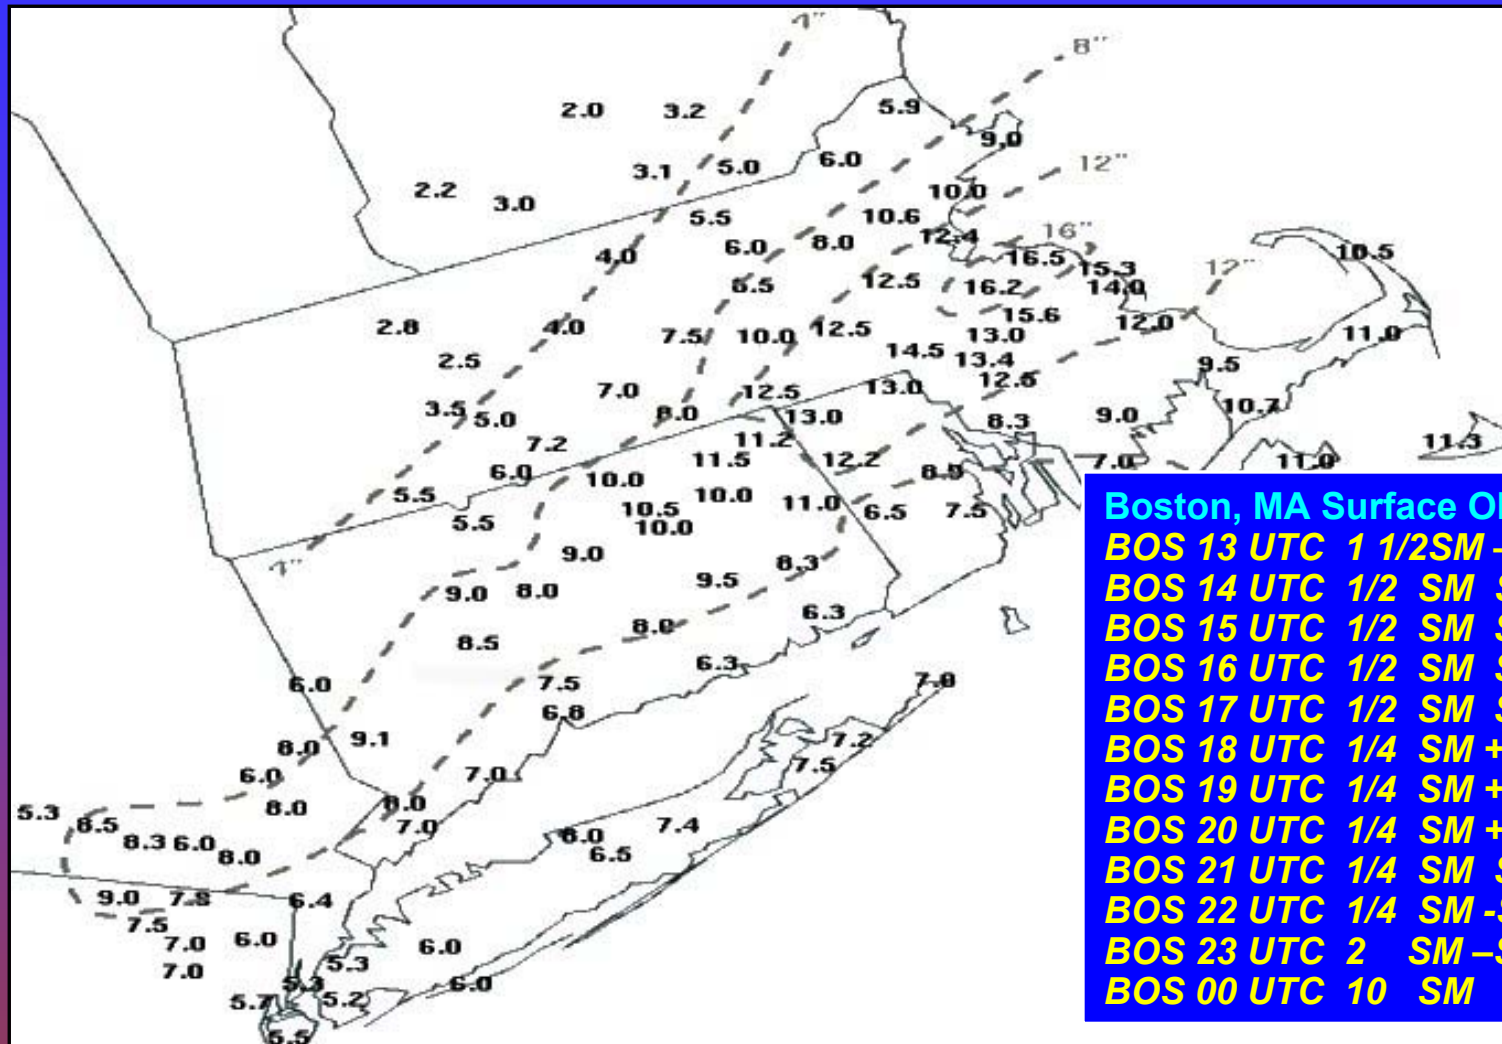 4"
8"
2.0 3.2 5.9
9.0
3.1 5.0 6.0 12"
2.2 3.0 10.0
5.5 10.6
12.4 16"
4.0 6.0 8.0 16.5 10.5
15.3 12"
6.5 12.5 16.2 14.0
2.8 4.0 7.5 10.0 12.5 15.6 12.0
13.0 11.0
2.5 14.5 13.4 9.5
7.0 12.5 13.0 12.5
3.5 5.0 8.0 13.0 8.3 9.0 10.7
7.2 11.2 11.3
6.0 11.5 12.2 8.5 7.0 11.0
5.5 10.0 10.0 11.0
5.5 10.5 6.5 7.5
10.0
4" 9.0 8.3
9.0 8.0 9.5
8.5 8.0 6.3
6.0 7.5 6.3 7.0
6.8
8.0 9.1 7.2
6.0 7.0 7.5
5.3 8.5 8.0 8.0
8.3 6.0 8.0 7.0 6.0 7.4
6.5
9.0 7.8 6.4
7.5 7.0 6.0 6.0
7.0 5.3 5.3 6.0
5.7 5.2
5.5
Boston, MA Surface
BOS 13 UTC 1 1/2SM –
BOS 14 UTC 1/2 SM S
BOS 15 UTC 1/2 SM S
BOS 16 UTC 1/2 SM S
BOS 17 UTC 1/2 SM S
BOS 18 UTC 1/4 SM +
BOS 19 UTC 1/4 SM +
BOS 20 UTC 1/4 SM +
BOS 21 UTC 1/4 SM S
BOS 22 UTC 1/4 SM -S
BOS 23 UTC 2 SM –S
BOS 00 UTC 10 SM